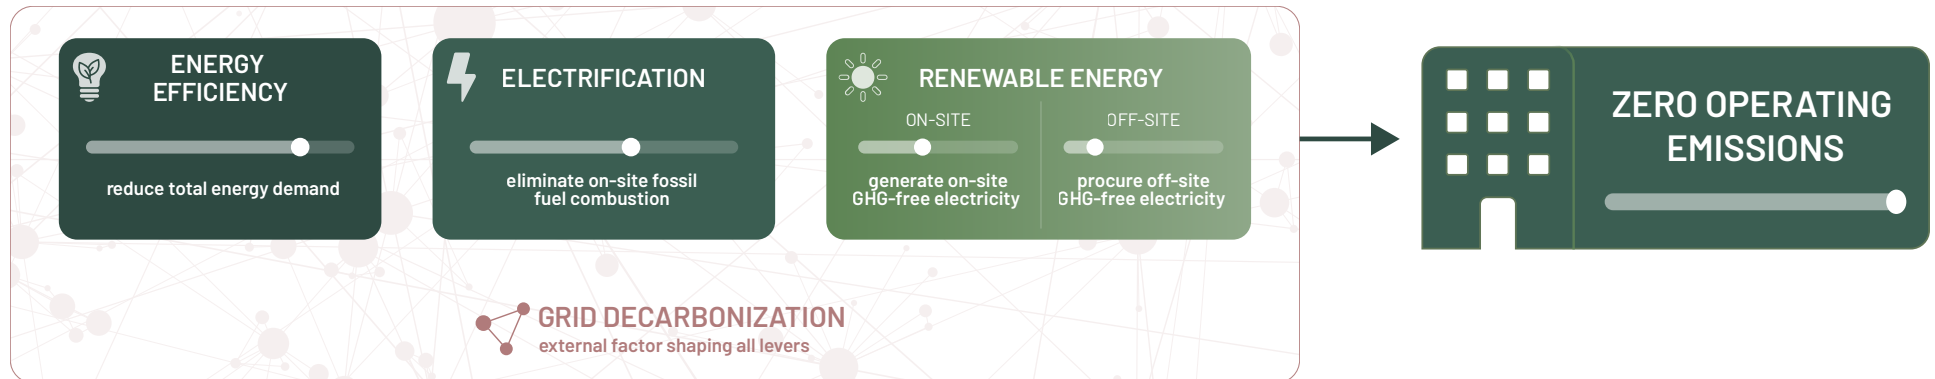 ENERGY
EFFICIENCY
reduce total energy demand
ELECTRIFICATION
eliminate on-site fossil
fuel combustion
RENEWABLE ENERGY
ON-SITE
generate on-site
GHG-free electricity
OFF-SITE
procure off-site
GHG-free electricity
GRID DECARBONIZATION
external factor shaping all levers
ZERO OPERATING
EMISSIONS